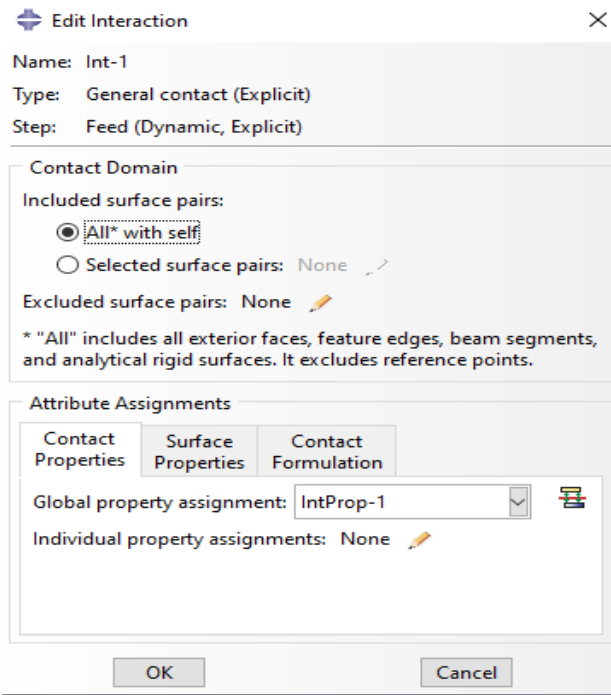 Edit Interaction
Name: Int-1
Type: General contact (Explicit)
Step: Feed (Dynamic, Explicit)
Contact Domain
Included surface pairs:
All* with self
Selected surface pairs: None
Excluded surface pairs: None
* "All" includes all exterior faces, feature edges, beam segments,
and analytical rigid surfaces. It excludes reference points.
Attribute Assignments
Contact Properties
Surface Properties
Contact Formulation
Global property assignment: IntProp-1
Individual property assignments: None
OK
Cancel